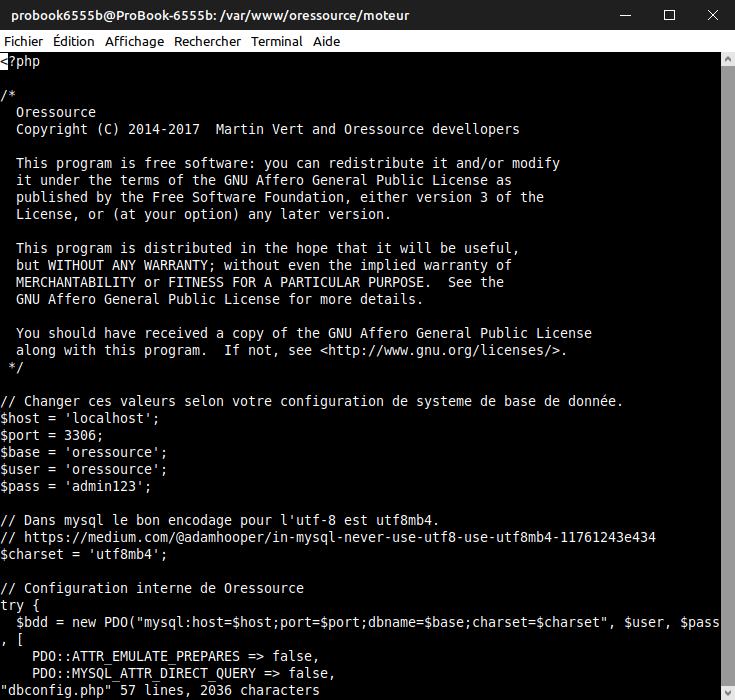 probook6555b@ProBook-6555b: /var/www/oressource/moteur
Fichier Édition Affichage Rechercher Terminal Aide
<?php

/*
  Oressource
  Copyright (C) 2014-2017  Martin Vert and Oressource devellopers

  This program is free software: you can redistribute it and/or modify
  it under the terms of the GNU Affero General Public License as
  published by the Free Software Foundation, either version 3 of the
  License, or (at your option) any later version.

  This program is distributed in the hope that it will be useful,
  but WITHOUT ANY WARRANTY; without even the implied warranty of
  MERCHANTABILITY or FITNESS FOR A PARTICULAR PURPOSE.  See the
  GNU Affero General Public License for more details.

  You should have received a copy of the GNU Affero General Public License
  along with this program.  If not, see <http://www.gnu.org/licenses/>.
 */

// Changer ces valeurs selon votre configuration de systeme de base de donnée.
$host = 'localhost';
$port = 3306;
$base = 'oressource';
$user = 'oressource';
$pass = 'admin123';

// Dans mysql le bon encodage pour l'utf-8 est utf8mb4.
// https://medium.com/@adamhooper/in-mysql-never-use-utf8-use-utf8mb4-11761243e434
$charset = 'utf8mb4';

// Configuration interne de Oressource
try {
  $bdd = new PDO("mysql:host=$host;port=$port;dbname=$base;charset=$charset", $user, $pass
, [
    PDO::ATTR_EMULATE_PREPARES => false,
    PDO::MYSQL_ATTR_DIRECT_QUERY => false,
"dbconfig.php" 57 lines, 2036 characters